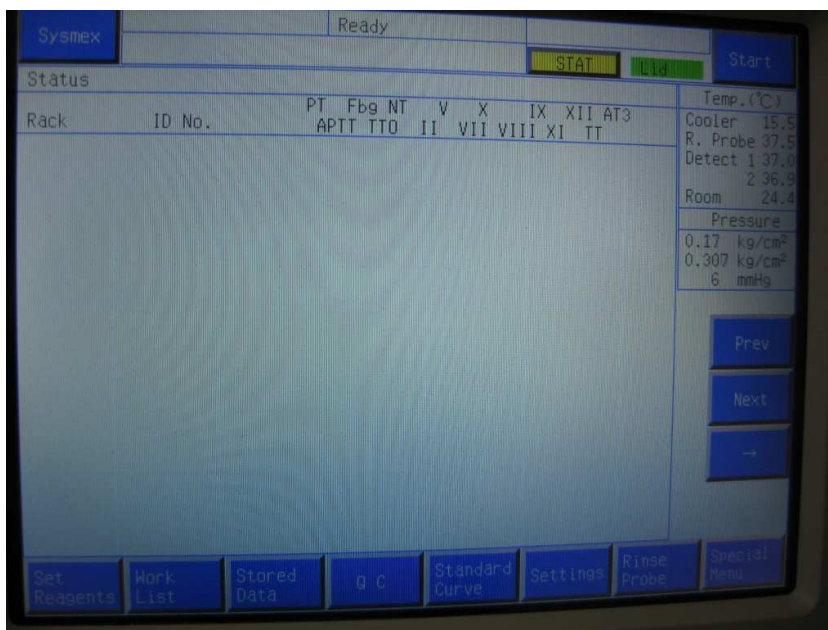 Sysmex
Ready
STAT
Lid
Start
Status
Rack ID No. PT Fbg NT V X IX XII AT3
APTT TTO II VII VIII XI TT
Temp.(°C)
Cooler 15.5
R. Probe 37.5
Detect 1 37.0
2 36.9
Room 24.4
Pressure
0.17 kg/cm²
0.307 kg/cm²
6 mmHg
Prev
Next
→
Set Reagents
Work List
Stored Data
Q C
Standard Curve
Settings
Rinse Probe
Special Menu